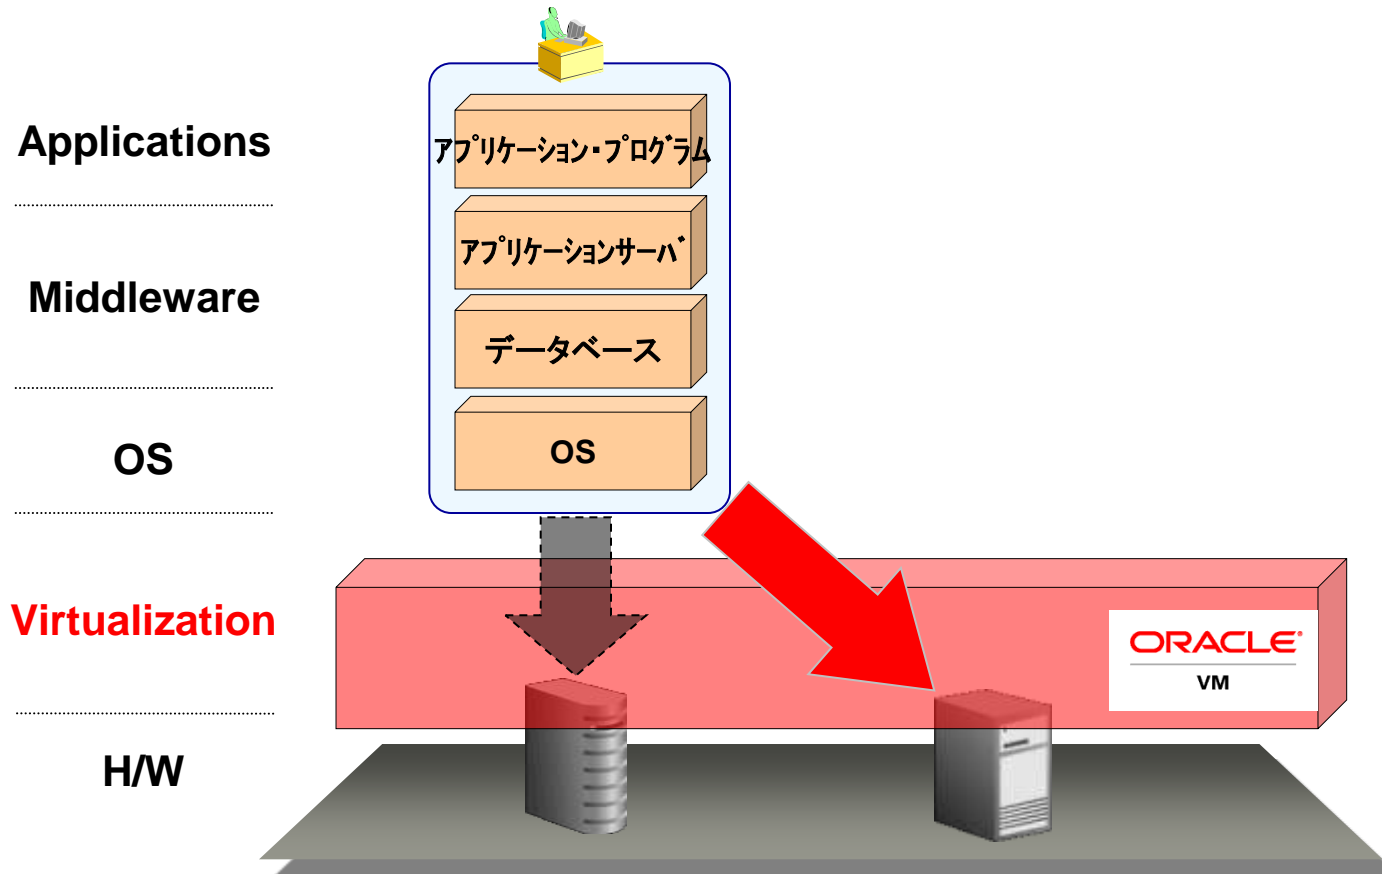 Applications
アプリケーション・プログラム
Middleware
アプリケーションサーバ
データベース
OS
OS
Virtualization
ORACLE®
VM
H/W